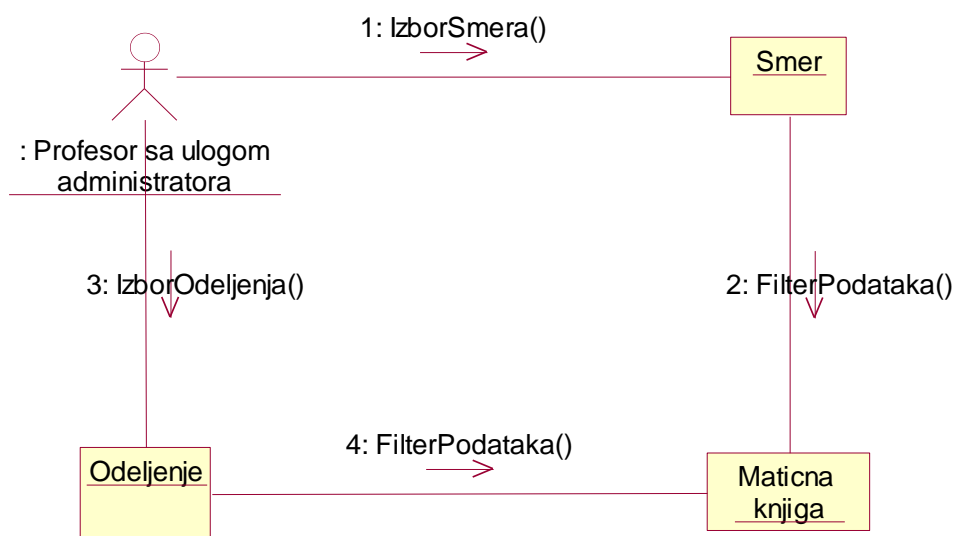 1: IzborSmera()
Smer
: Profesor sa ulogom
administratora
3: IzborOdeljenja()
2: FilterPodataka()
4: FilterPodataka()
Odeljenje
Maticna
knjiga